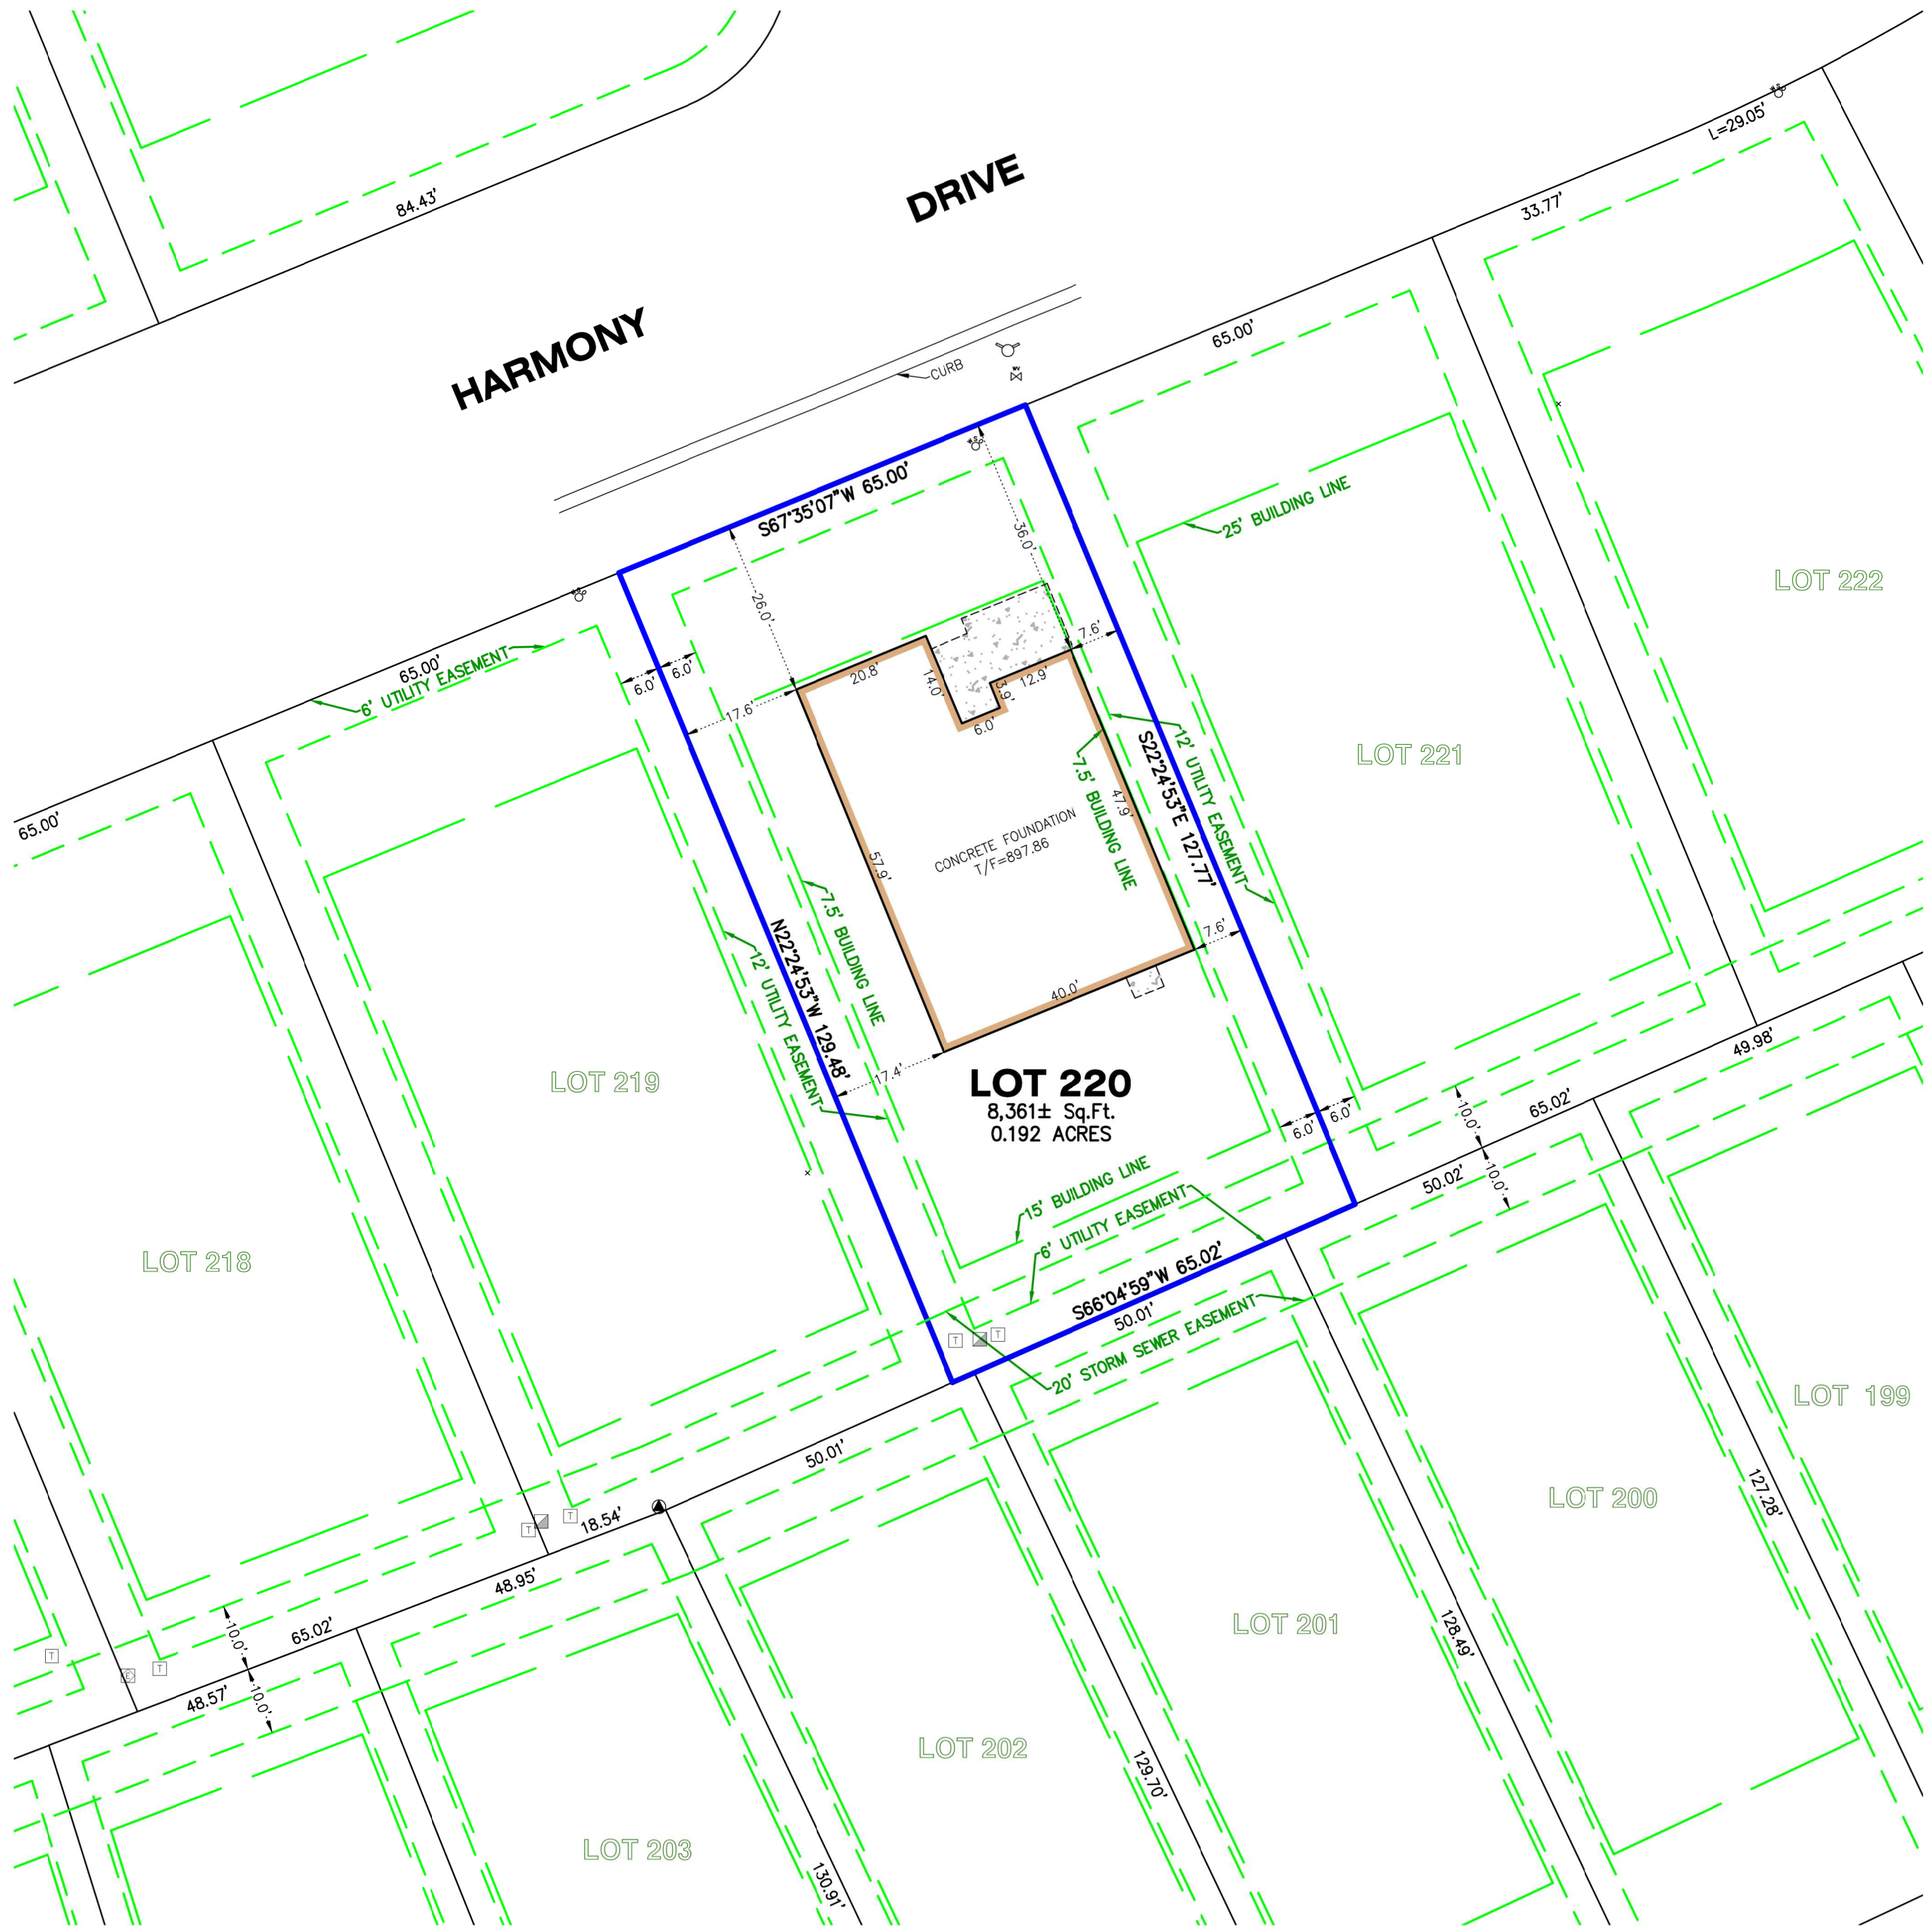 84.43'
DRIVE
HARMONY
L=29.05'
33.77'
65.00'
CURB
WV
S67°35'07"W 65.00'
36.0'
26.0'
25' BUILDING LINE
LOT 222
65.00'
6' UTILITY EASEMENT
6.0'
6.0'
17.6'
20.8'
14.0'
3.9'
12.9'
6.0'
7.6'
LOT 221
65.00'
S22°24'53"E 127.77'
12' UTILITY EASEMENT
7.5' BUILDING LINE
47.9'
CONCRETE FOUNDATION
T/F=897.86
57.9'
7.5' BUILDING LINE
N22°24'53"W 129.48'
12' UTILITY EASEMENT
7.6'
40.0'
17.4'
LOT 219
LOT 220
8,361± Sq.Ft.
0.192 ACRES
6.0'
6.0'
10.0'
10.0'
65.02'
49.98'
50.02'
15' BUILDING LINE
6' UTILITY EASEMENT
LOT 218
S66°04'59"W 65.02'
50.01'
20' STORM SEWER EASEMENT
T
T
LOT 199
50.01'
18.54'
T
T
48.95'
65.02'
10.0'
10.0'
48.57'
T
E
T
LOT 200
127.28'
LOT 201
128.49'
LOT 202
129.70'
LOT 203
130.91'